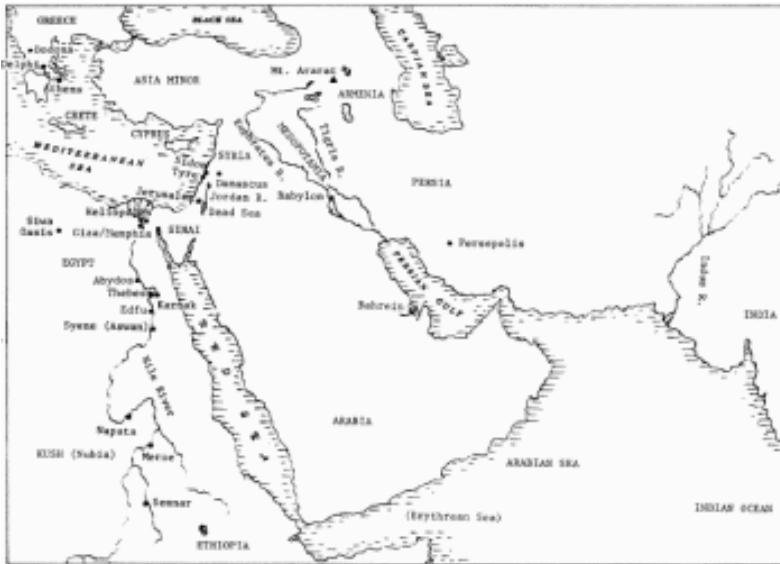 GREECE
BLACK SEA
CASPIAN SEA
Dodona
Delphi
Athens
ASIA MINOR
Mt. Ararat
ARMENIA
CRETE
CYPRUS
MEDITERRANEAN
SEA
Euphrates R.
MESOPOTAMIA
Tigris R.
Sidon
SYRIA
Tyre
Damascus
PERSIA
Jerusalem
Jordan R.
Babylon
Dead Sea
Siwa
Oasis
Giza/Memphis
SINAI
Persepolis
EGYPT
PERSIAN GULF
Indus R.
Abydos
Thebes
Karnak
Bahrein
INDIA
Edfu
Syene (Aswan)
RED SEA
Nile River
Napata
ARABIA
KUSH (Nubia)
Meroe
ARABIAN SEA
Sennar
INDIAN OCEAN
(Erythrean Sea)
ETHIOPIA